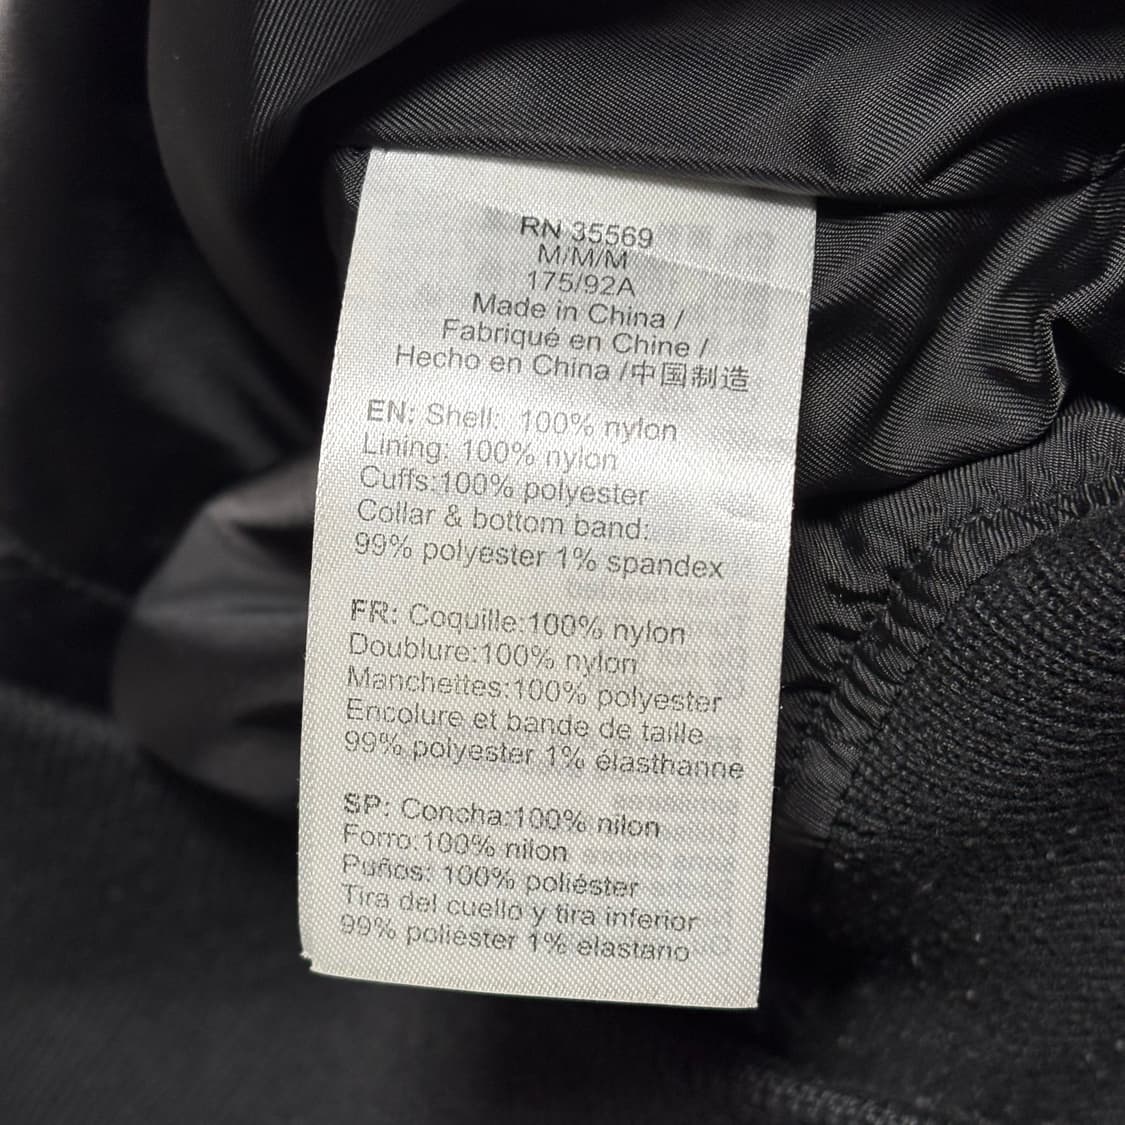 RN 35569
M/M/M
175/92A
Made in China /
Fabriqué en Chine /
Hecho en China /中国制造
EN: Shell: 100% nylon
Lining: 100% nylon
Cuffs:100% polyester
Collar & bottom band:
99% polyester 1% spandex
FR: Coquille:100% nylon
Doublure:100% nylon
Manchettes:100% polyester
Encolure et bande de taille
99% polyester 1% élasthanne
SP: Concha:100% nilon
Forro:100% nilon
Puños: 100% poliéster
Tira del cuello y tira inferior
99% poliester 1% elastano